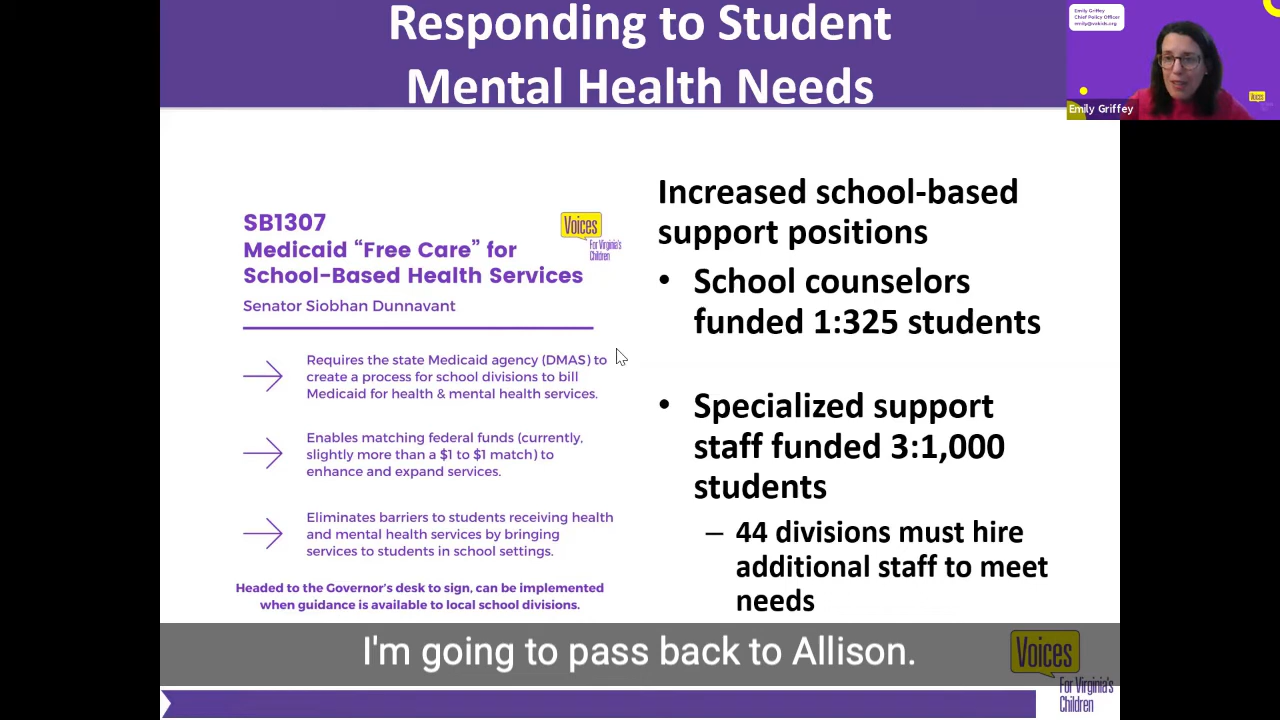 Responding to Student
Mental Health Needs
Emily Griffey
Chief Policy Officer
emily@vakids.org
Voices
Emily Griffey
SB1307
Medicaid “Free Care” for
School-Based Health Services
Senator Siobhan Dunnavant
Voices
For Virginia's
Children
Requires the state Medicaid agency (DMAS) to
create a process for school divisions to bill
Medicaid for health & mental health services.
Enables matching federal funds (currently,
slightly more than a $1 to $1 match) to
enhance and expand services.
Eliminates barriers to students receiving health
and mental health services by bringing
services to students in school settings.
Headed to the Governor's desk to sign, can be implemented
when guidance is available to local school divisions.
Increased school-based
support positions
• School counselors
funded 1:325 students
• Specialized support
staff funded 3:1,000
students
– 44 divisions must hire
additional staff to meet
needs
I'm going to pass back to Allison.
Voices
For Virginia's
Children